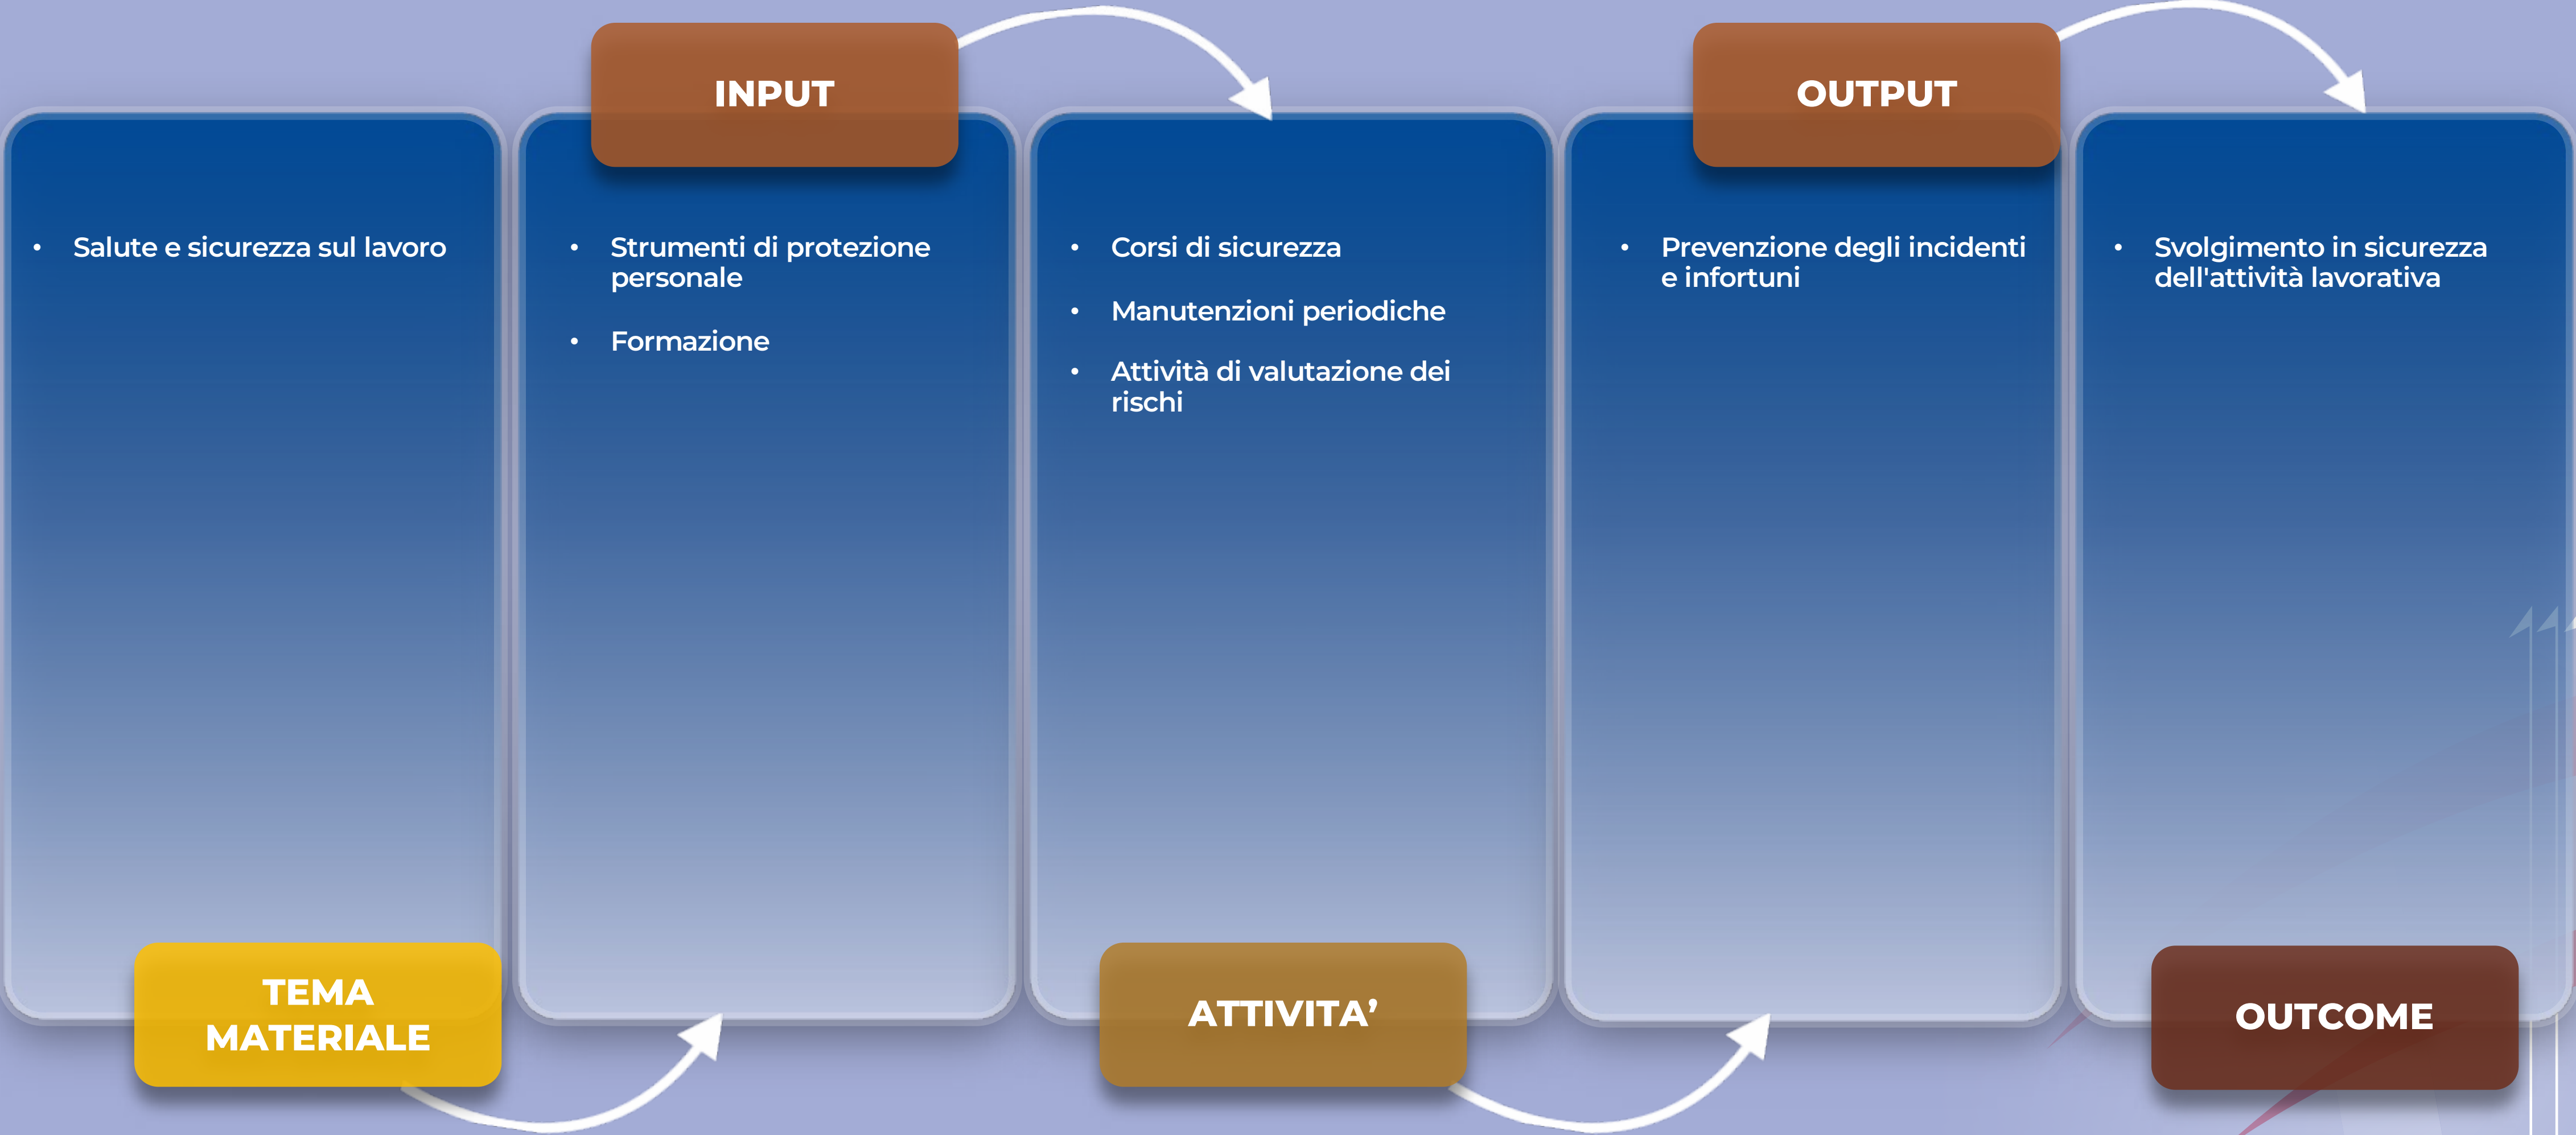 INPUT
OUTPUT
• Salute e sicurezza sul lavoro
• Strumenti di protezione
personale
• Formazione
• Corsi di sicurezza
• Manutenzioni periodiche
• Attività di valutazione dei
rischi
• Prevenzione degli incidenti
e infortuni
• Svolgimento in sicurezza
dell'attività lavorativa
TEMA
MATERIALE
ATTIVITA’
OUTCOME